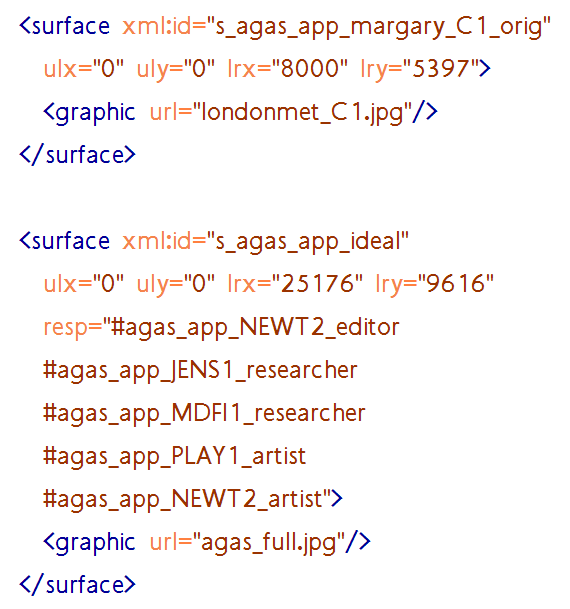 <surface xml:id="s_agas_app_margary_C1_orig"
ulx="0" uly="0" lrx="8000" lry="5397">
<graphic url="londonmet_C1.jpg"/>
</surface>
<surface xml:id="s_agas_app_ideal"
ulx="0" uly="0" lrx="25176" lry="9616"
resp="#agas_app_NEWT2_editor
#agas_app_JENS1_researcher
#agas_app_MDFI1_researcher
#agas_app_PLAY1_artist
#agas_app_NEWT2_artist">
<graphic url="agas_full.jpg"/>
</surface>